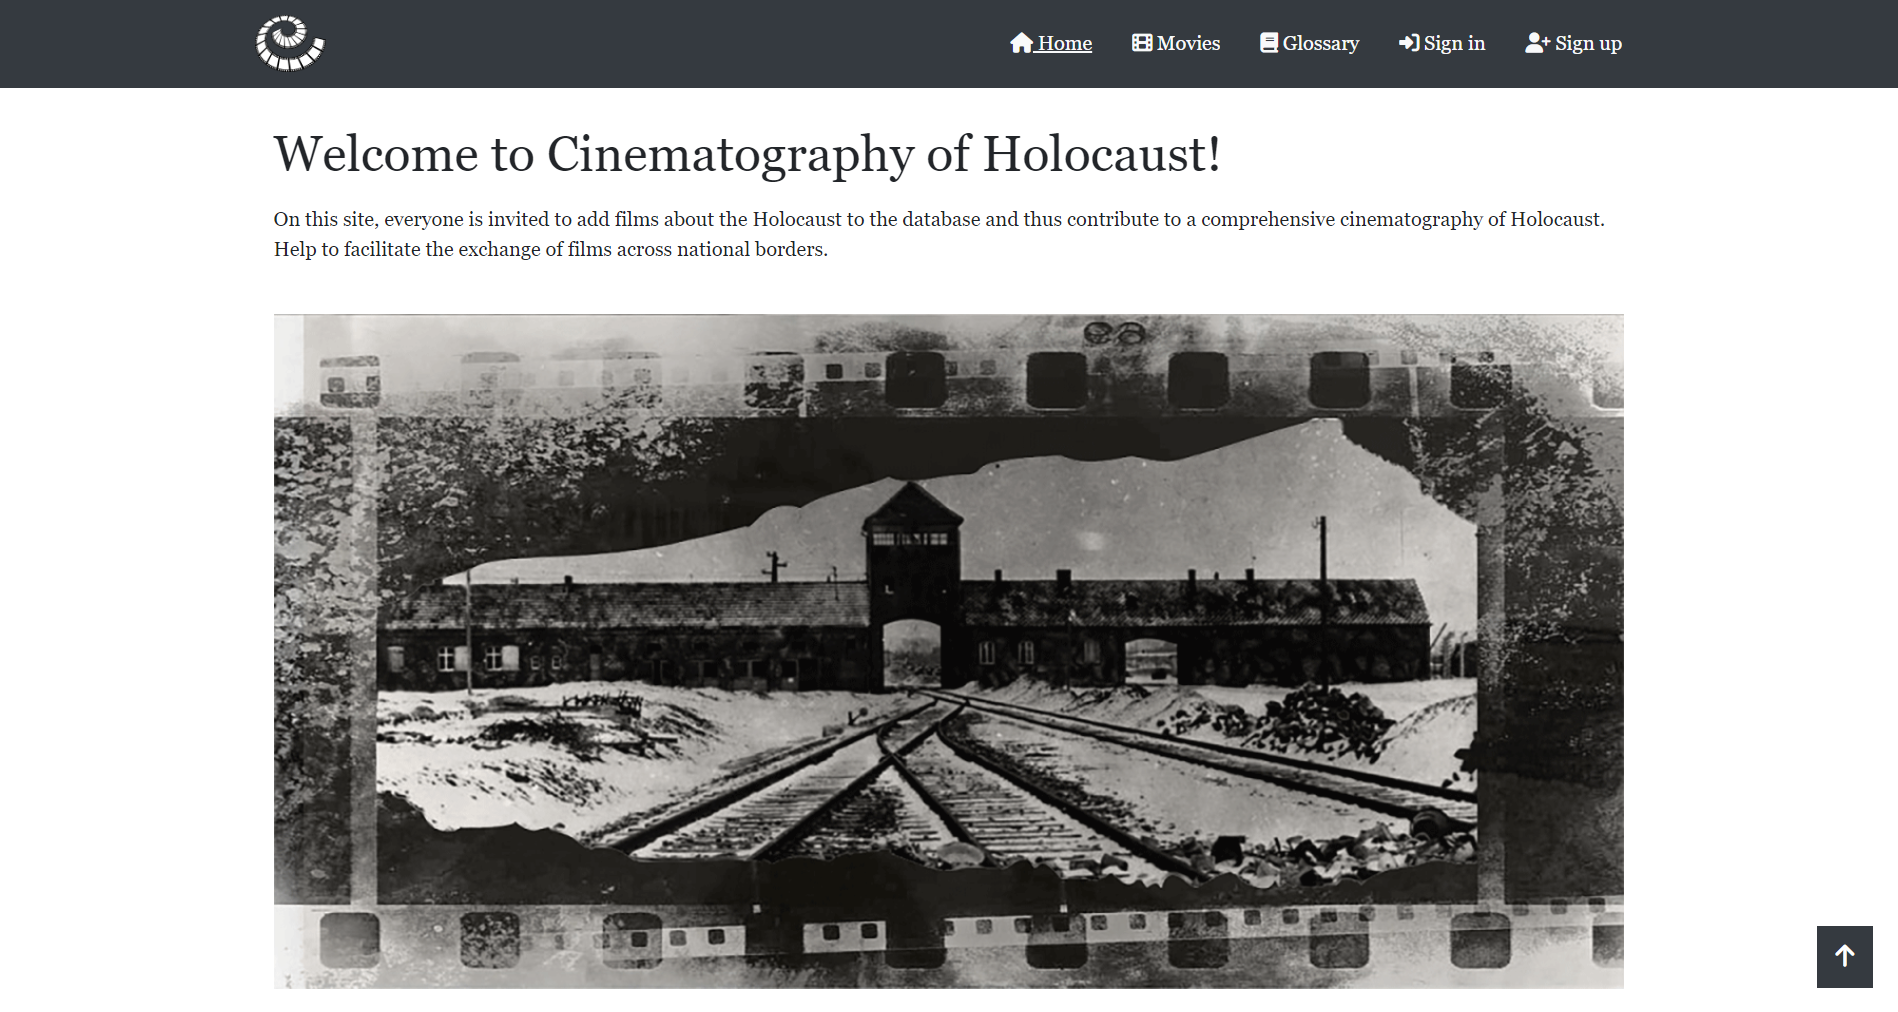 Home Movies Glossary Sign in Sign up
Welcome to Cinematography of Holocaust!
On this site, everyone is invited to add films about the Holocaust to the database and thus contribute to a comprehensive cinematography of Holocaust.
Help to facilitate the exchange of films across national borders.